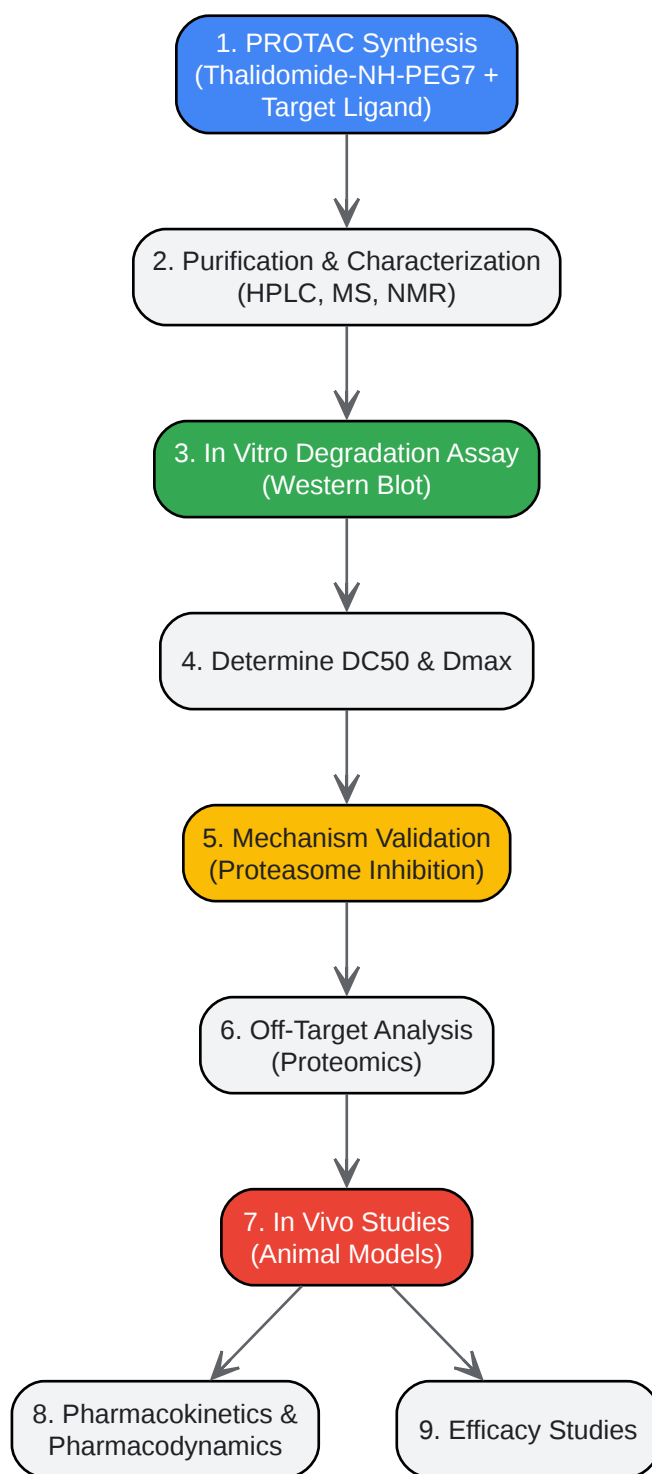 1. PROTAC Synthesis
(Thalidomide-NH-PEG7 +
Target Ligand)
2. Purification & Characterization
(HPLC, MS, NMR)
3. In Vitro Degradation Assay
(Western Blot)
4. Determine DC50 & Dmax
5. Mechanism Validation
(Proteasome Inhibition)
6. Off-Target Analysis
(Proteomics)
7. In Vivo Studies
(Animal Models)
8. Pharmacokinetics &
Pharmacodynamics
9. Efficacy Studies